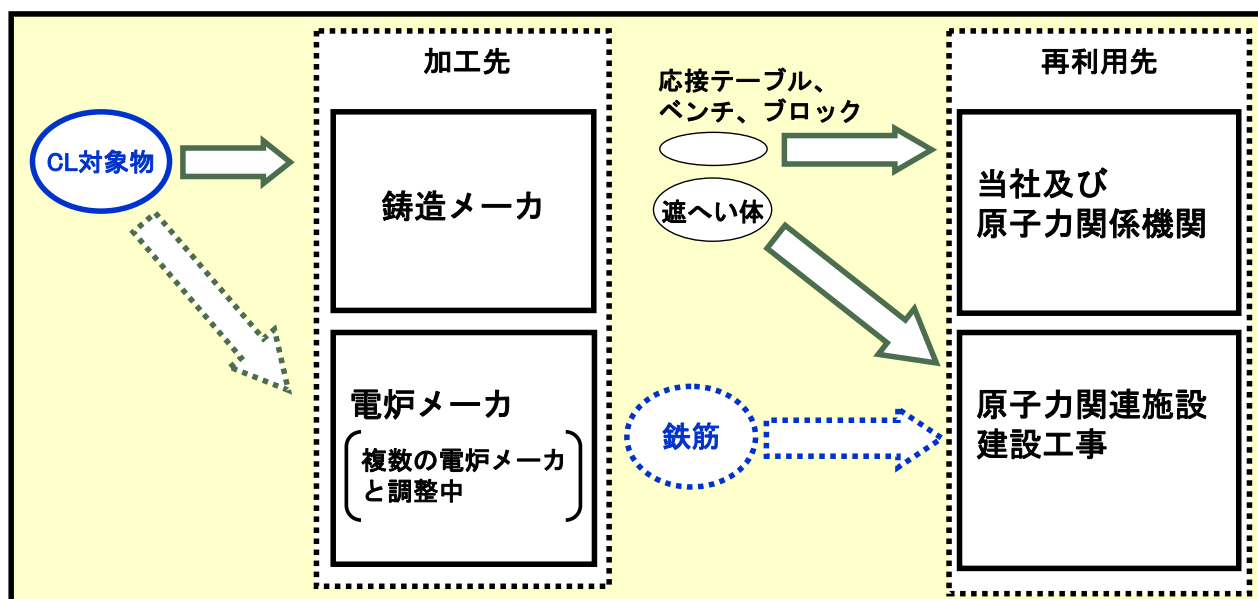 CL対象物
加工先
鋳造メーカ
電炉メーカ
複数の電炉メーカ
と調整中
応接テーブル、
ベンチ、ブロック
遮へい体
鉄筋
再利用先
当社及び
原子力関係機関
原子力関連施設
建設工事